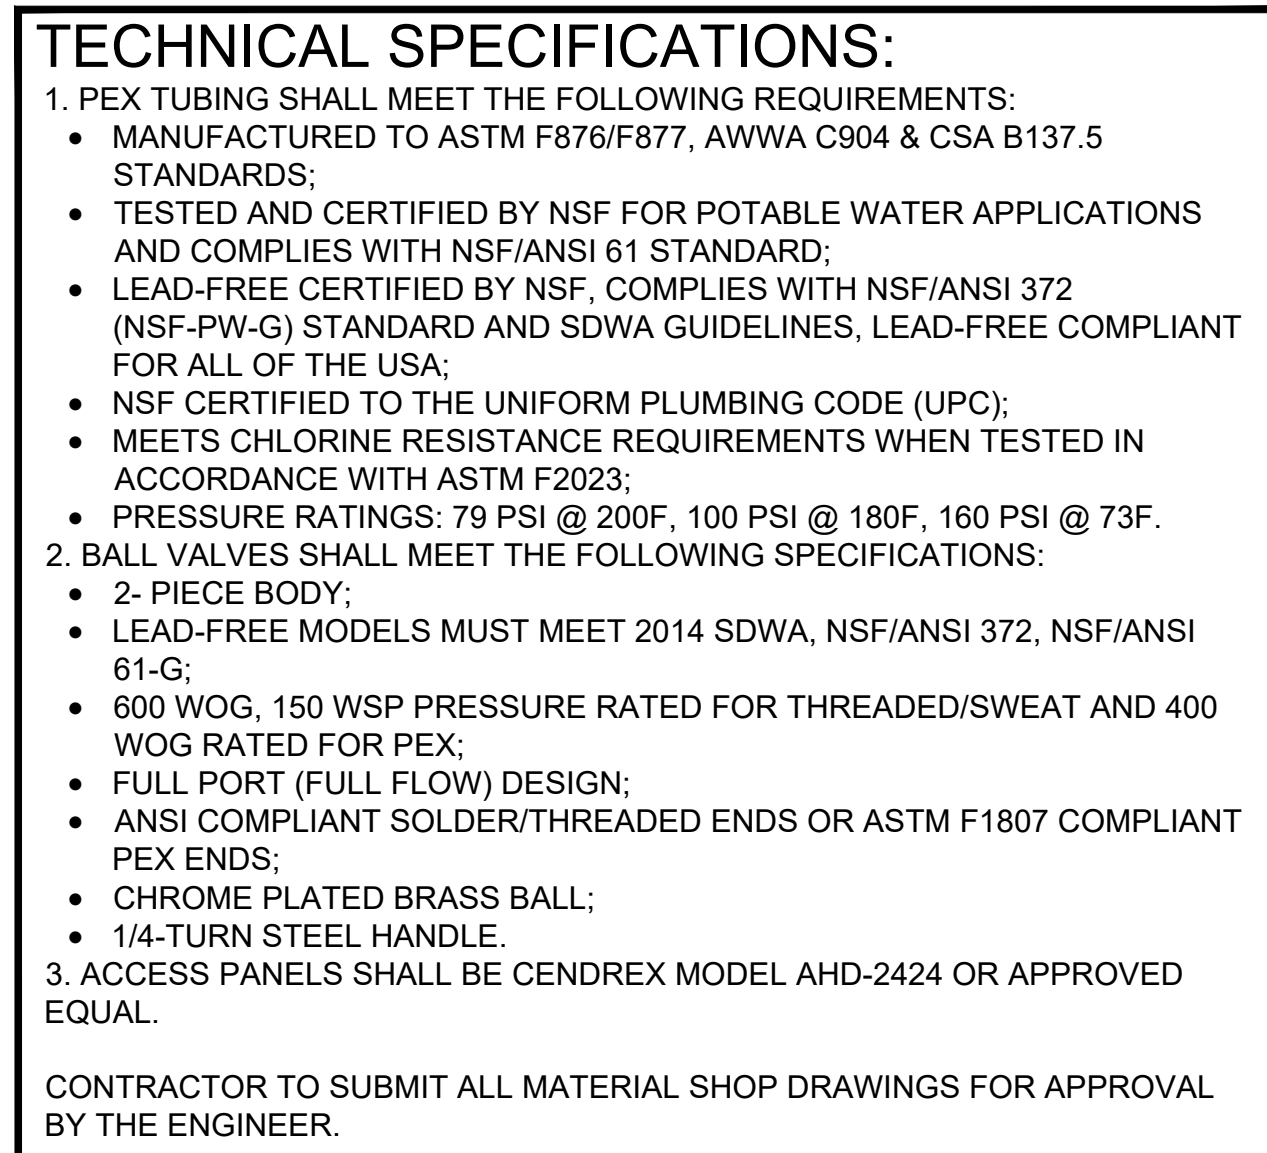 TECHNICAL SPECIFICATIONS:
1. PEX TUBING SHALL MEET THE FOLLOWING REQUIREMENTS:
• MANUFACTURED TO ASTM F876/F877, AWWA C904 & CSA B137.5
STANDARDS;
• TESTED AND CERTIFIED BY NSF FOR POTABLE WATER APPLICATIONS
AND COMPLIES WITH NSF/ANSI 61 STANDARD;
• LEAD-FREE CERTIFIED BY NSF, COMPLIES WITH NSF/ANSI 372
(NSF-PW-G) STANDARD AND SDWA GUIDELINES, LEAD-FREE COMPLIANT
FOR ALL OF THE USA;
• NSF CERTIFIED TO THE UNIFORM PLUMBING CODE (UPC);
• MEETS CHLORINE RESISTANCE REQUIREMENTS WHEN TESTED IN
ACCORDANCE WITH ASTM F2023;
• PRESSURE RATINGS: 79 PSI @ 200F, 100 PSI @ 180F, 160 PSI @ 73F.
2. BALL VALVES SHALL MEET THE FOLLOWING SPECIFICATIONS:
• 2- PIECE BODY;
• LEAD-FREE MODELS MUST MEET 2014 SDWA, NSF/ANSI 372, NSF/ANSI
61-G;
• 600 WOG, 150 WSP PRESSURE RATED FOR THREADED/SWEAT AND 400
WOG RATED FOR PEX;
• FULL PORT (FULL FLOW) DESIGN;
• ANSI COMPLIANT SOLDER/THREADED ENDS OR ASTM F1807 COMPLIANT
PEX ENDS;
• CHROME PLATED BRASS BALL;
• 1/4-TURN STEEL HANDLE.
3. ACCESS PANELS SHALL BE CENDREX MODEL AHD-2424 OR APPROVED
EQUAL.
CONTRACTOR TO SUBMIT ALL MATERIAL SHOP DRAWINGS FOR APPROVAL
BY THE ENGINEER.